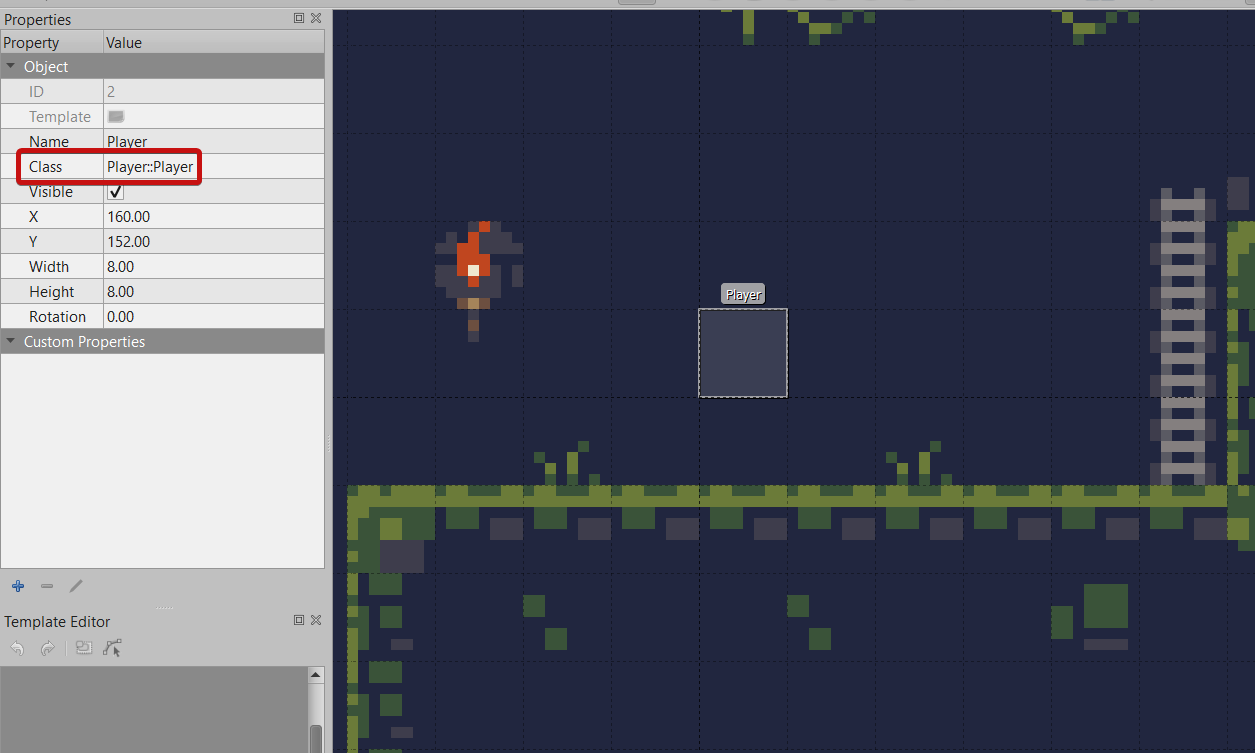 Properties
Property Value
Object
ID 2
Template
Name Player
Class Player::Player
Visible
X 160.00
Y 152.00
Width 8.00
Height 8.00
Rotation 0.00
Custom Properties
Template Editor
Player